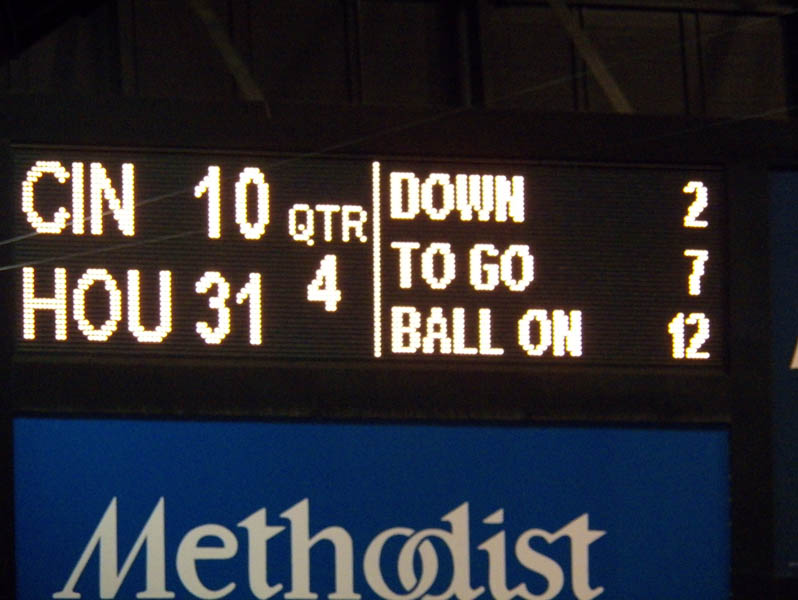 CIN 10 QTR
HOU 31 4
DOWN 2
TO GO 7
BALL ON 12
Methodist